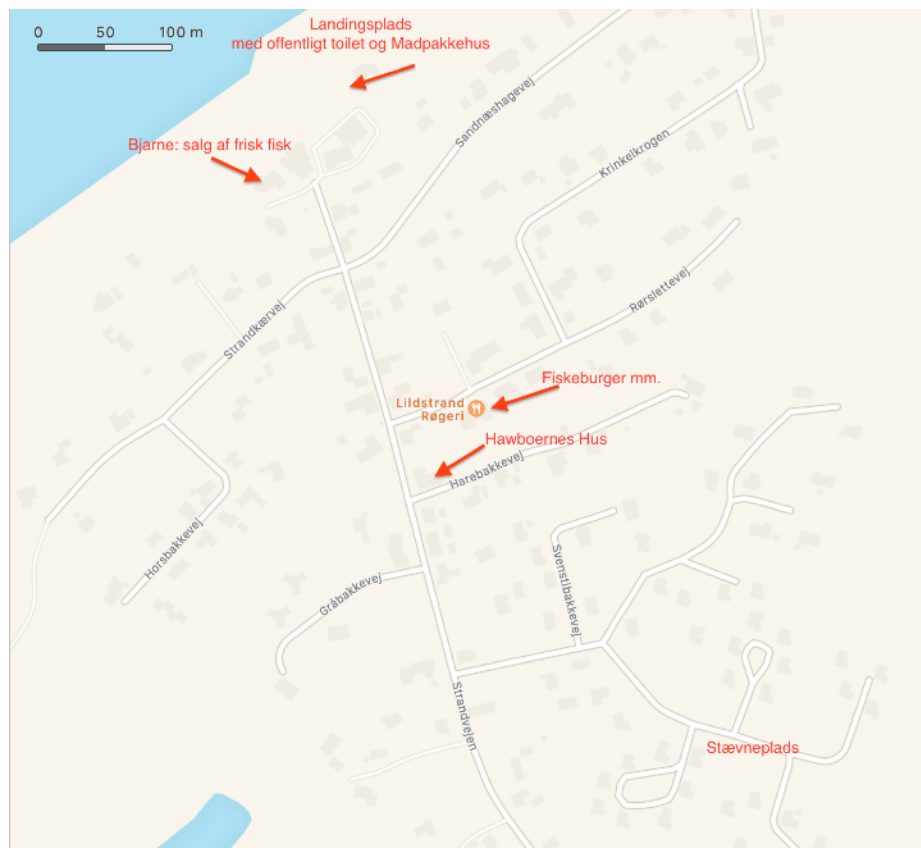 0 50 100 m
Landingsplads
med offentligt toilet og Madpakkehus
Bjarne: salg af frisk fisk
Sandnæshagevej
Krinkelkrogen
Rørslettevej
Strandkærvej
Fiskeburger mm.
Lildstrand
Røgeri
Hawboernes Hus
Harebakkevej
Horsbakkevej
Svenstibakkevej
Gråbakkevej
Strandvejen
Stævneplads